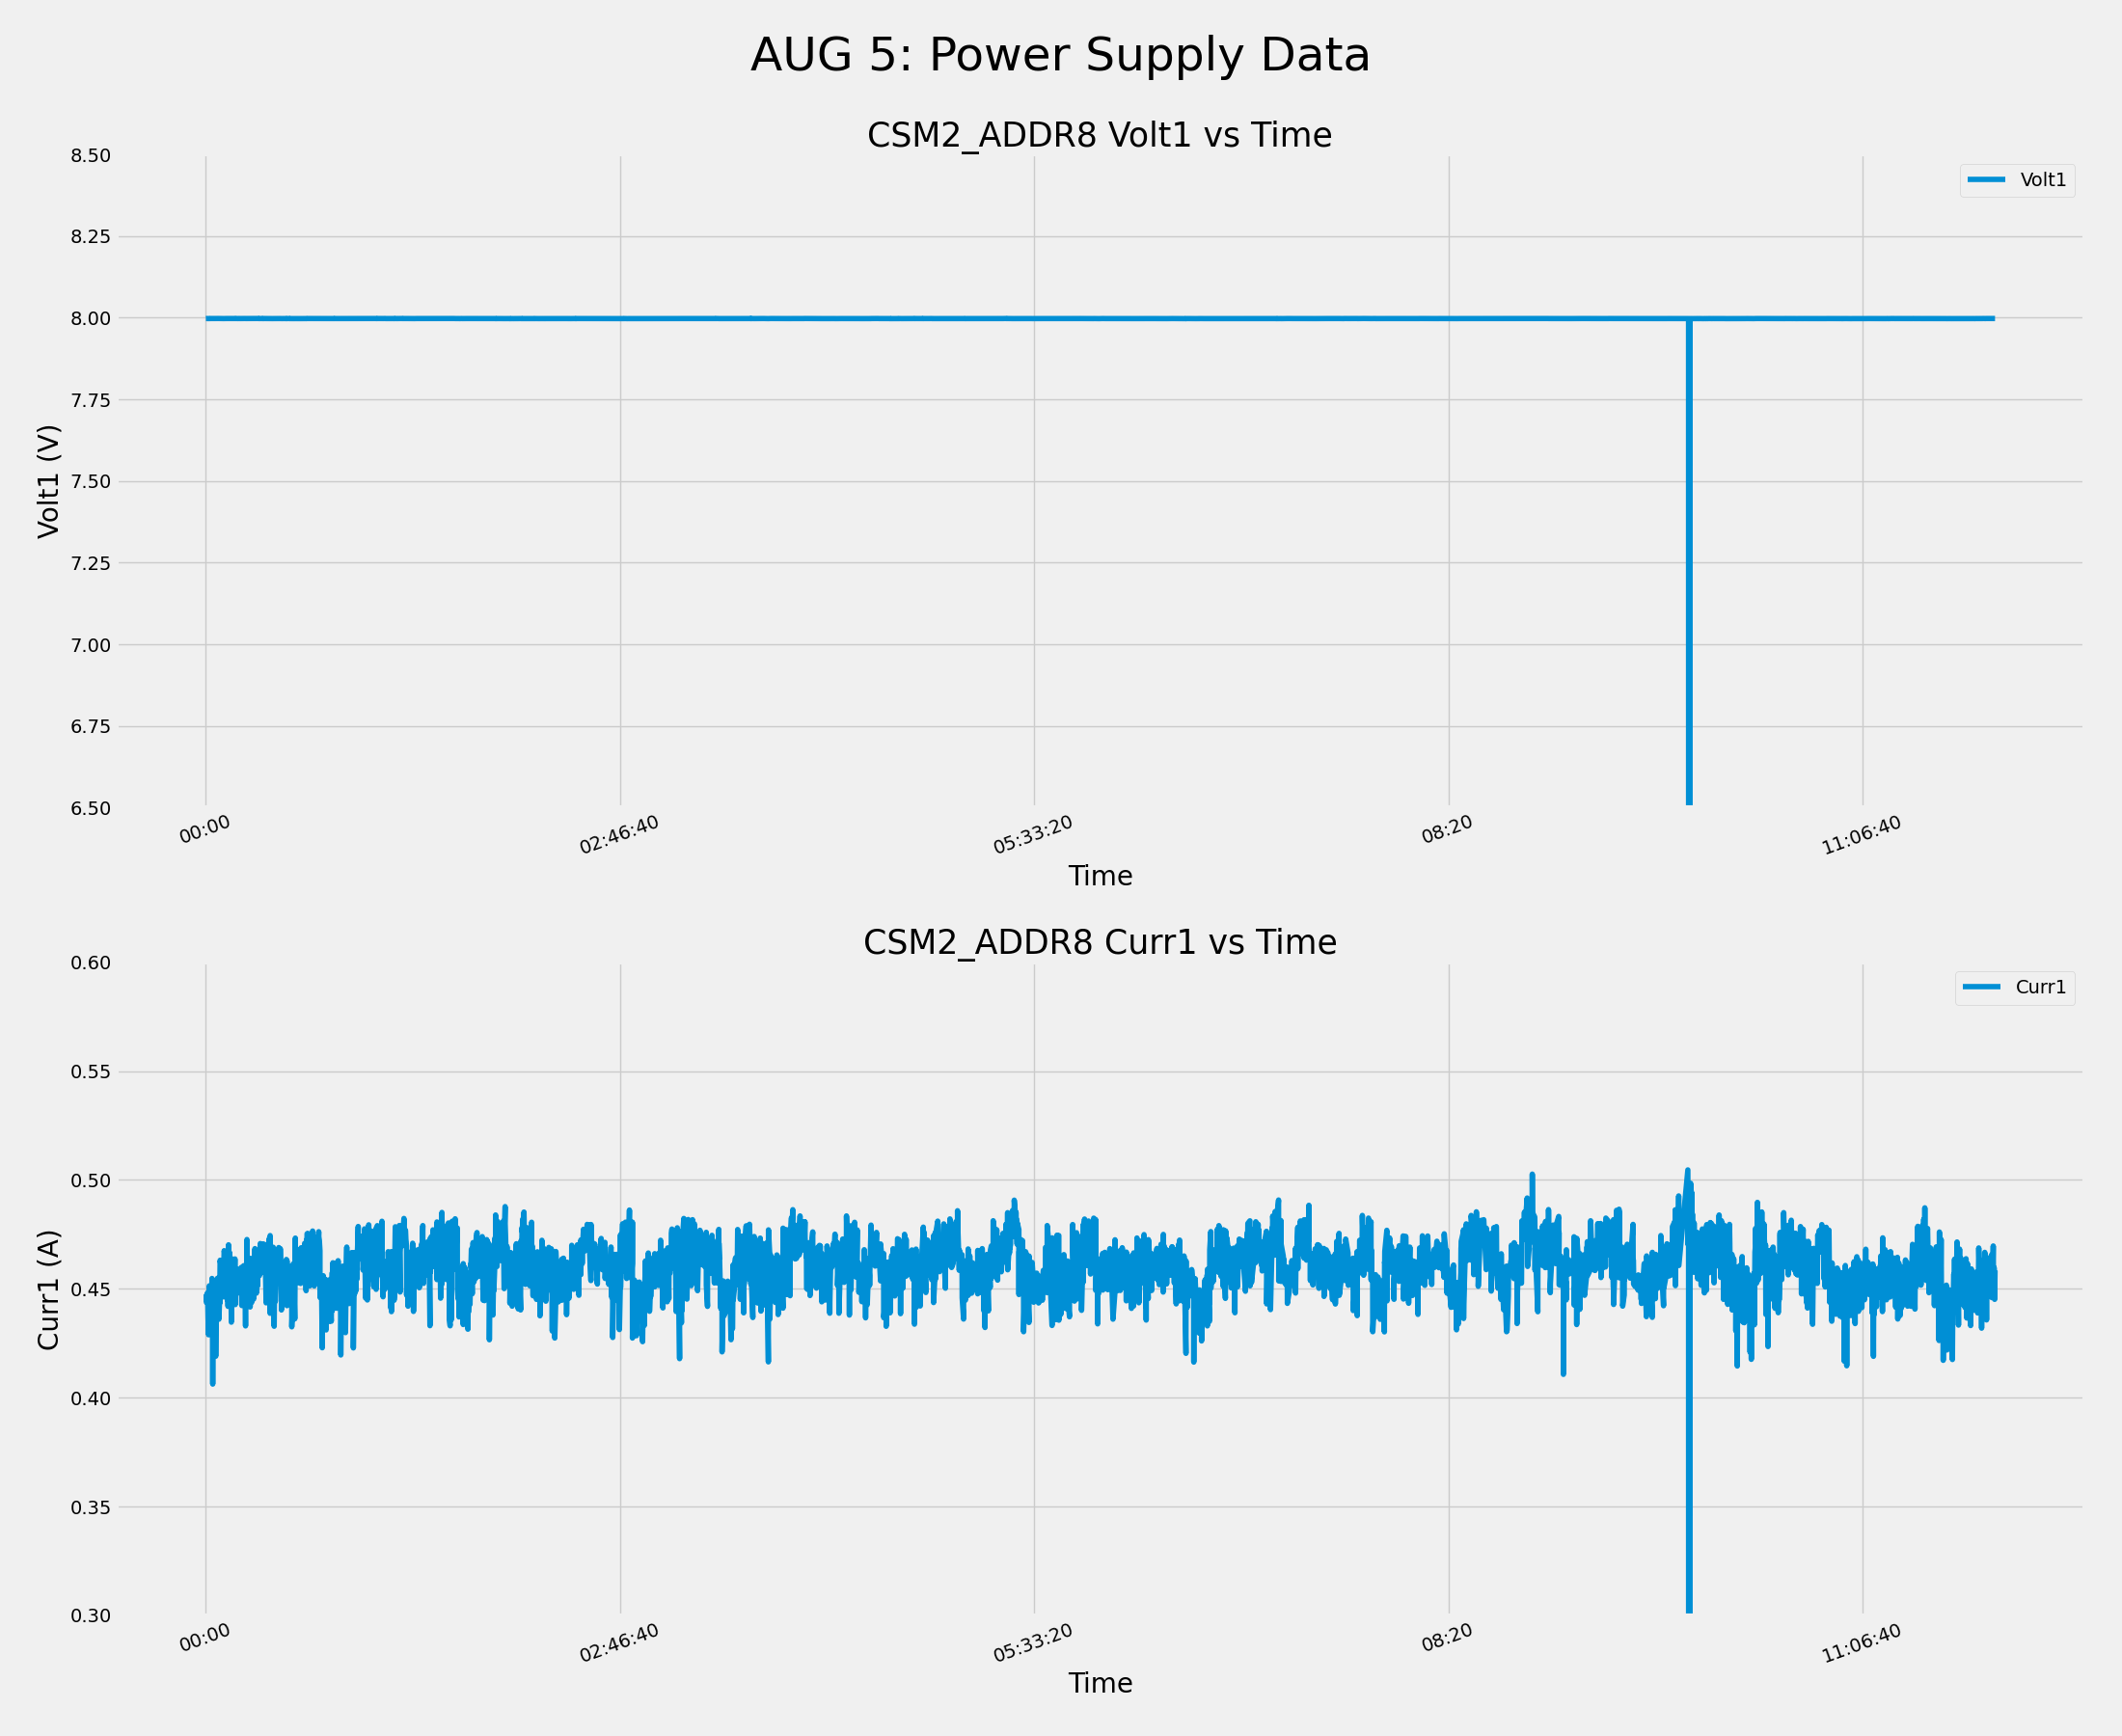 AUG 5: Power Supply Data
CSM2_ADDR8 Volt1 vs Time
Volt1
8.50
8.25
8.00
7.75
7.50
7.25
7.00
6.75
6.50
Volt1 (V)
00:00
02:46:40
05:33:20
08:20
11:06:40
Time
CSM2_ADDR8 Curr1 vs Time
Curr1
0.60
0.55
0.50
0.45
0.40
0.35
0.30
Curr1 (A)
00:00
02:46:40
05:33:20
08:20
11:06:40
Time